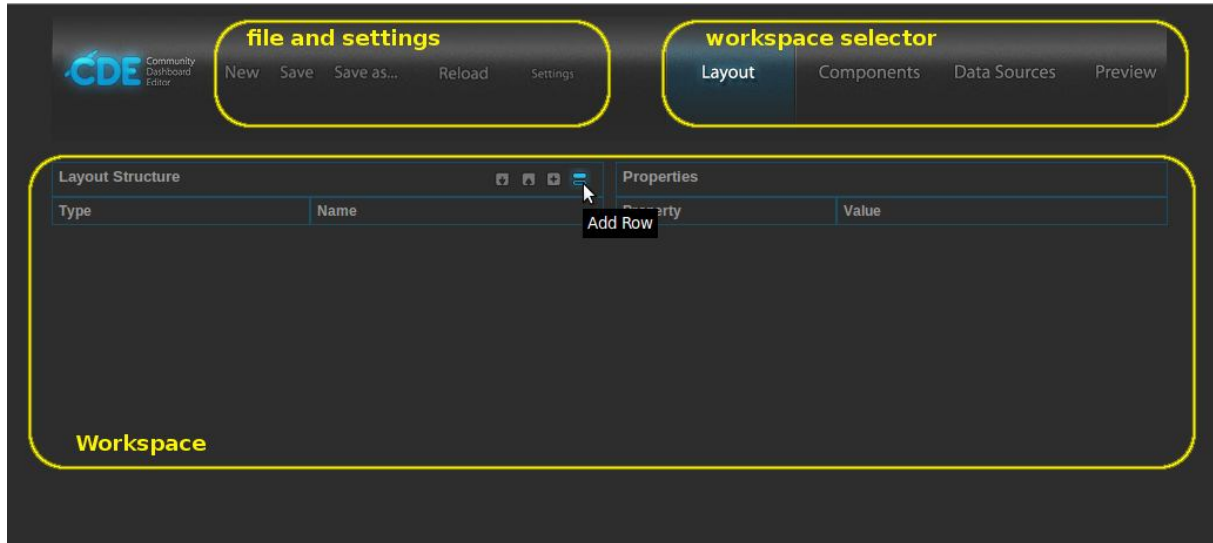 file and settings
workspace selector
CDE Community
Dashboard
Editor
New Save Save as... Reload Settings
Layout Components Data Sources Preview
Layout Structure
Properties
Type Name
Property Value
Add Row
Workspace